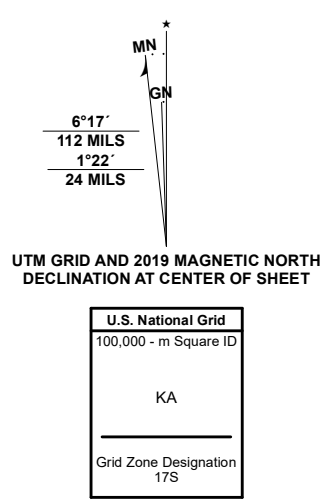 MN
GN
6°17´
112 MILS
1°22´
24 MILS
UTM GRID AND 2019 MAGNETIC NORTH
DECLINATION AT CENTER OF SHEET
U.S. National Grid
100,000 - m Square ID
KA
Grid Zone Designation
17S